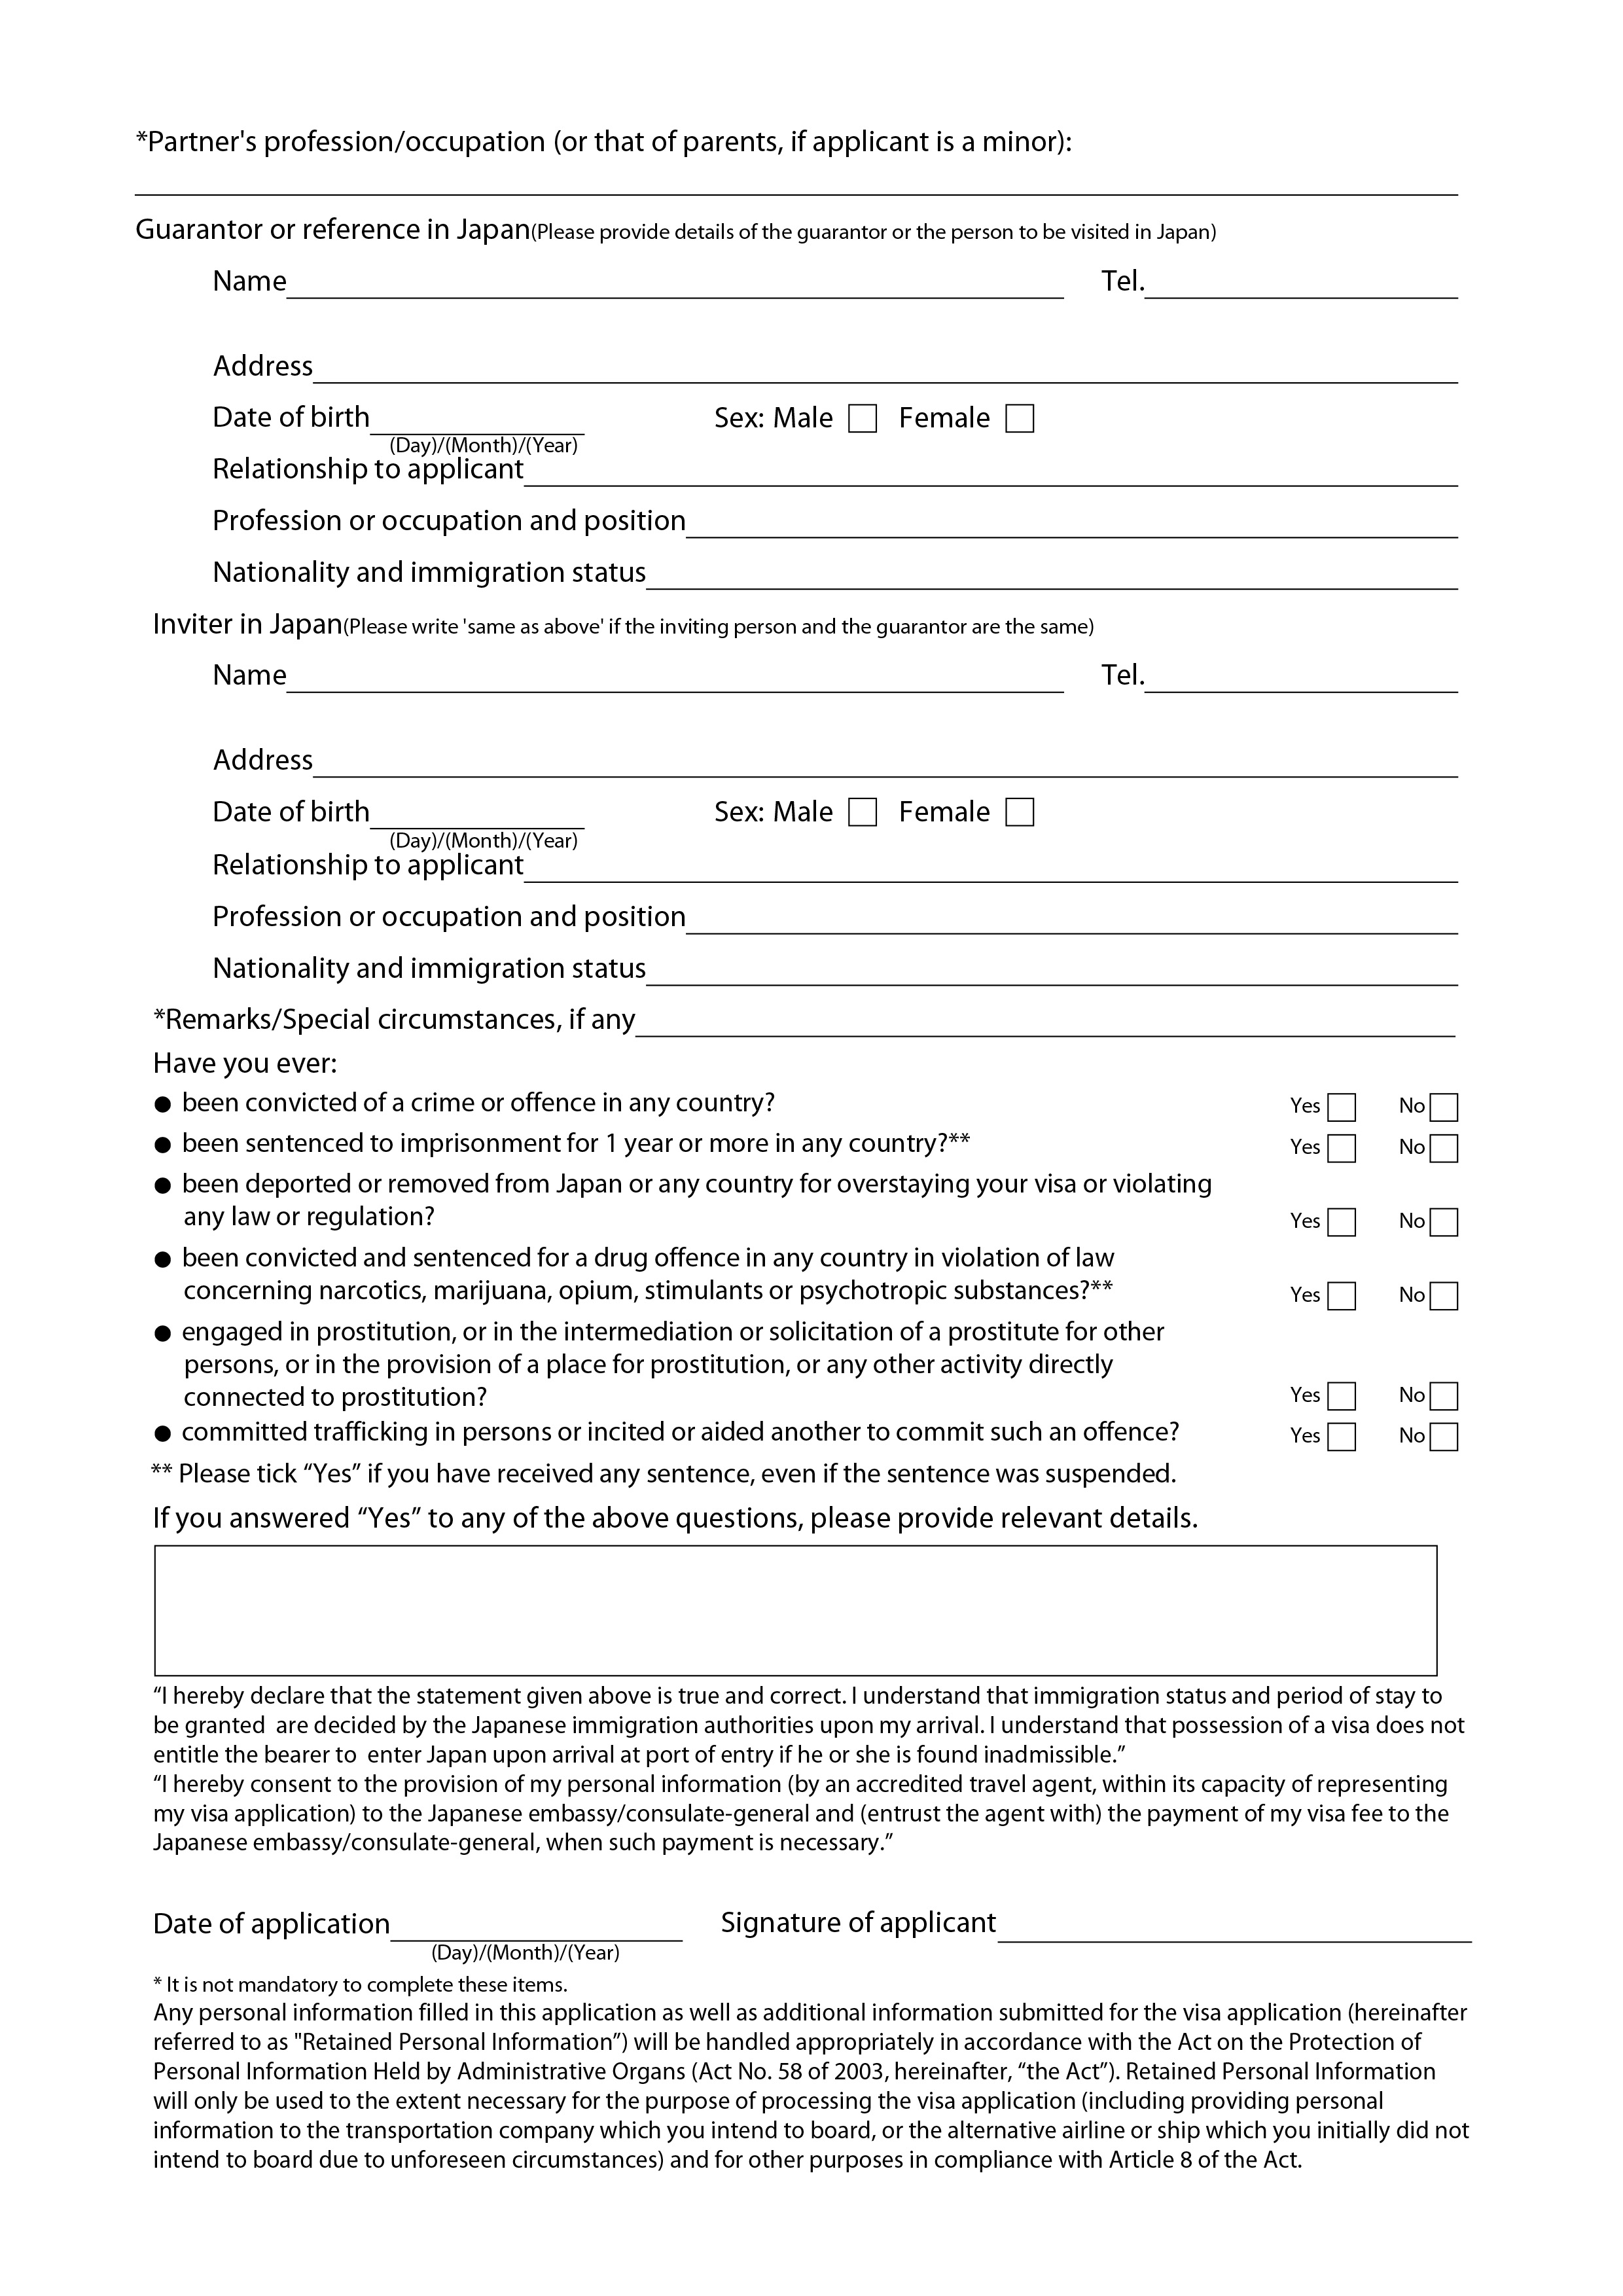 *Partner's profession/occupation (or that of parents, if applicant is a minor):
Guarantor or reference in Japan(Please provide details of the guarantor or the person to be visited in Japan)
Name Tel.
Address
Date of birth Sex: Male Female
(Day)/(Month)/(Year)
Relationship to applicant
Profession or occupation and position
Nationality and immigration status
Inviter in Japan(Please write 'same as above' if the inviting person and the guarantor are the same)
Name Tel.
Address
Date of birth Sex: Male Female
(Day)/(Month)/(Year)
Relationship to applicant
Profession or occupation and position
Nationality and immigration status
*Remarks/Special circumstances, if any
Have you ever:
● been convicted of a crime or offence in any country? Yes No
● been sentenced to imprisonment for 1 year or more in any country?** Yes No
● been deported or removed from Japan or any country for overstaying your visa or violating
any law or regulation? Yes No
● been convicted and sentenced for a drug offence in any country in violation of law
concerning narcotics, marijuana, opium, stimulants or psychotropic substances?** Yes No
● engaged in prostitution, or in the intermediation or solicitation of a prostitute for other
persons, or in the provision of a place for prostitution, or any other activity directly
connected to prostitution? Yes No
● committed trafficking in persons or incited or aided another to commit such an offence? Yes No
** Please tick “Yes” if you have received any sentence, even if the sentence was suspended.
If you answered “Yes” to any of the above questions, please provide relevant details.
“I hereby declare that the statement given above is true and correct. I understand that immigration status and period of stay to
be granted are decided by the Japanese immigration authorities upon my arrival. I understand that possession of a visa does not
entitle the bearer to enter Japan upon arrival at port of entry if he or she is found inadmissible.”
“I hereby consent to the provision of my personal information (by an accredited travel agent, within its capacity of representing
my visa application) to the Japanese embassy/consulate-general and (entrust the agent with) the payment of my visa fee to the
Japanese embassy/consulate-general, when such payment is necessary.”
Date of application Signature of applicant
(Day)/(Month)/(Year)
* It is not mandatory to complete these items.
Any personal information filled in this application as well as additional information submitted for the visa application (hereinafter
referred to as "Retained Personal Information”) will be handled appropriately in accordance with the Act on the Protection of
Personal Information Held by Administrative Organs (Act No. 58 of 2003, hereinafter, “the Act”). Retained Personal Information
will only be used to the extent necessary for the purpose of processing the visa application (including providing personal
information to the transportation company which you intend to board, or the alternative airline or ship which you initially did not
intend to board due to unforeseen circumstances) and for other purposes in compliance with Article 8 of the Act.